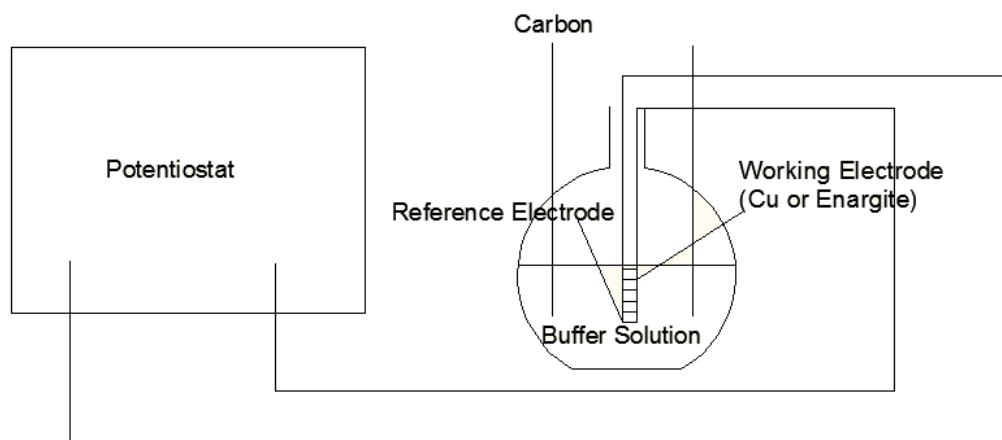 Carbon
Potentiostat
Working Electrode
(Cu or Enargite)
Reference Electrode
Buffer Solution